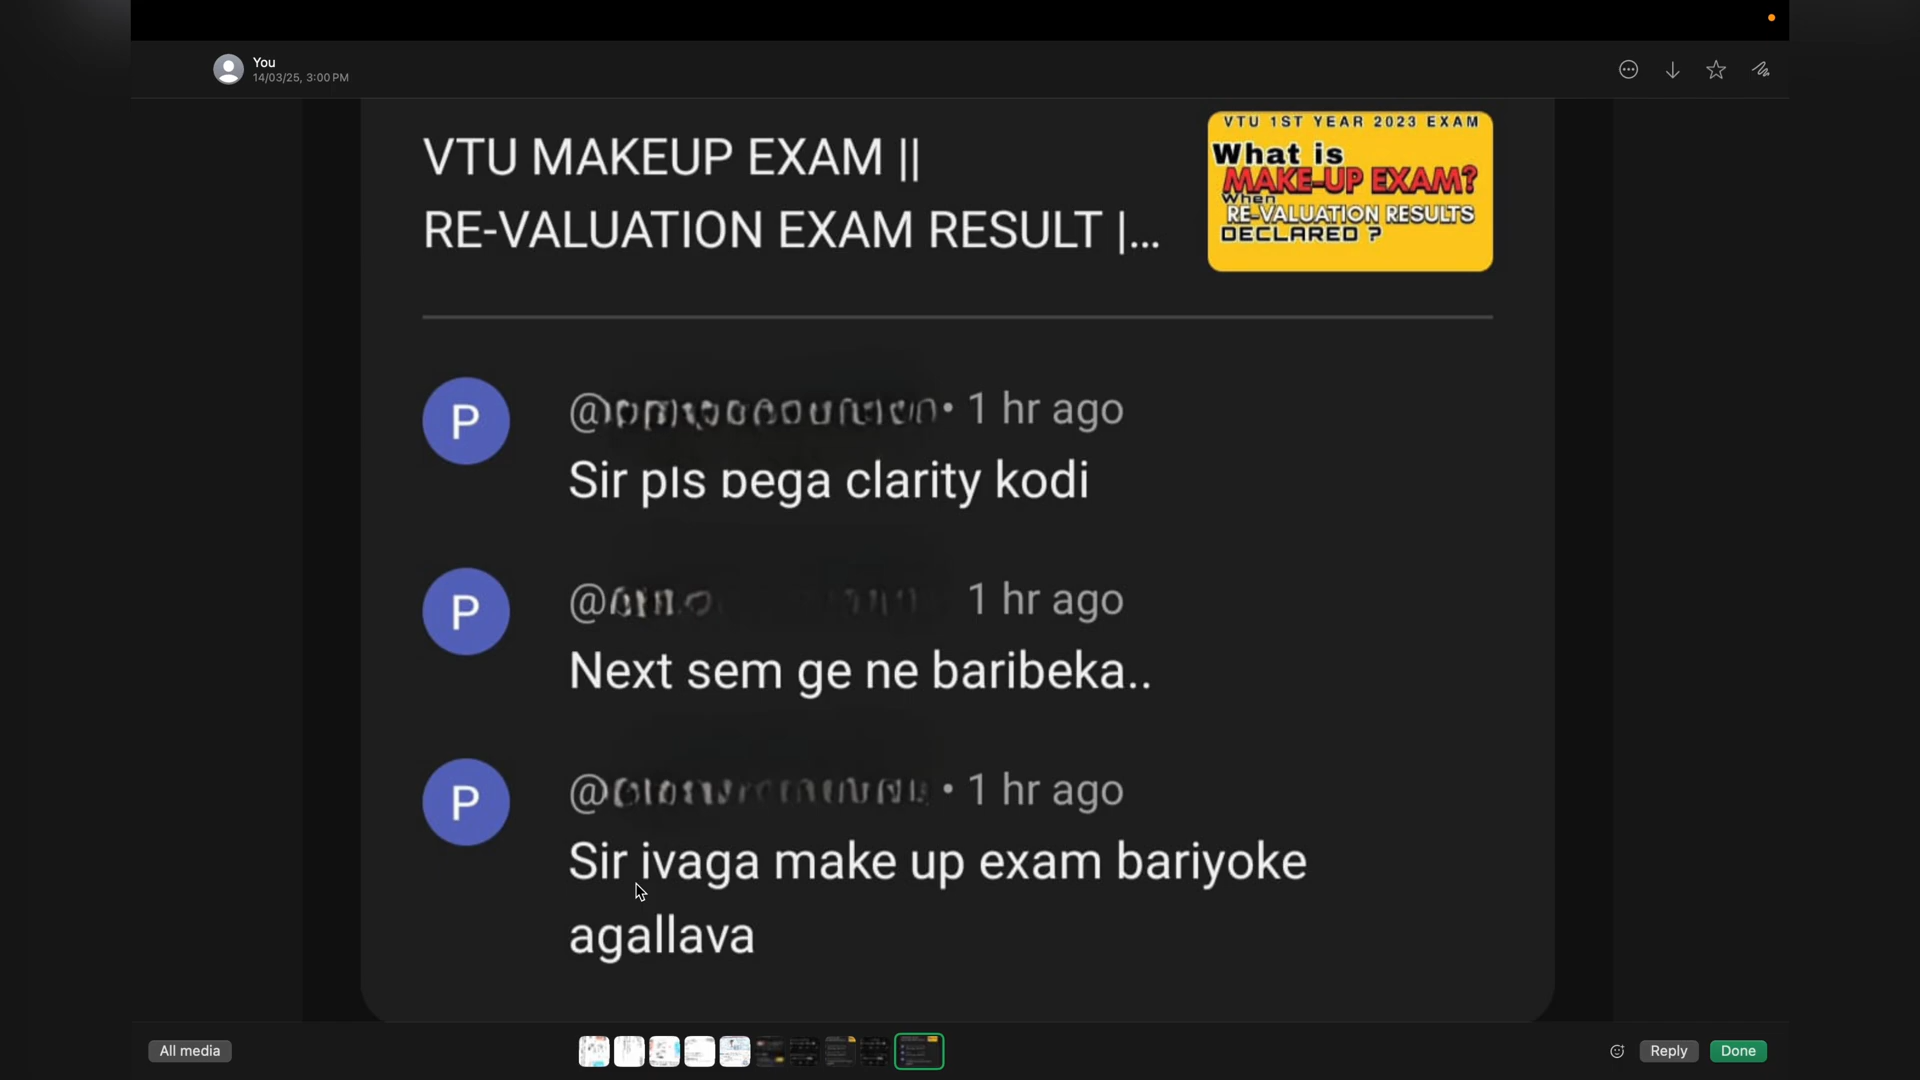 You
14/03/25, 3:00 PM
VTU MAKEUP EXAM ||
RE-VALUATION EXAM RESULT |...
VTU 1ST YEAR 2023 EXAM
What is
MAKE-UP EXAM?
When
RE-VALUATION RESULTS
DECLARED ?
P
@ • 1 hr ago
Sir pls bega clarity kodi
P
@ 1 hr ago
Next sem ge ne baribeka..
P
@ • 1 hr ago
Sir ivaga make up exam bariyoke
agallava
All media
Reply
Done